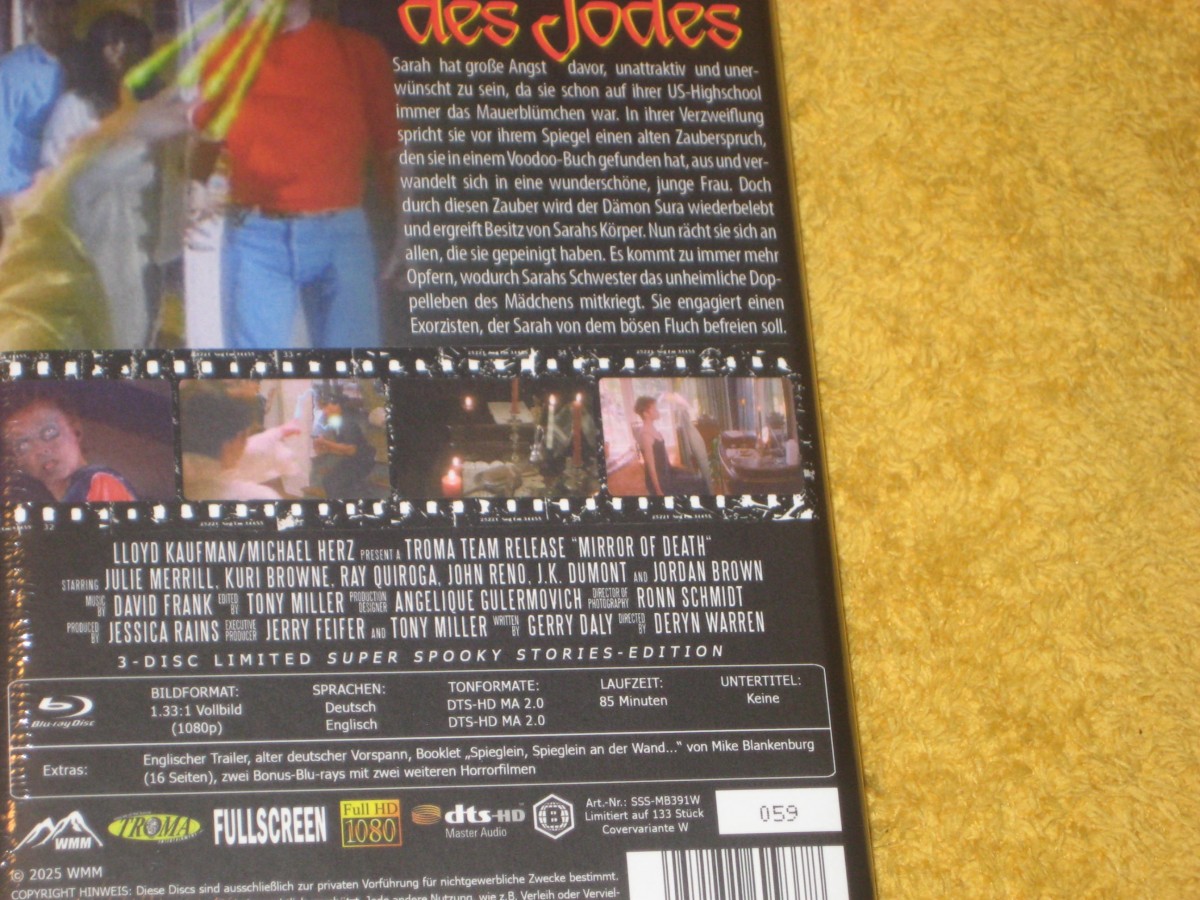 des Todes
Sarah hat große Angst davor, unattraktiv und uner-
wünscht zu sein, da sie schon auf ihrer US-Highschool
immer das Mauerblümchen war. In ihrer Verzweiflung
spricht sie vor ihrem Spiegel einen alten Zauberspruch,
den sie in einem Voodoo-Buch gefunden hat, aus und ver-
wandelt sich in eine wunderschöne, junge Frau. Doch
durch diesen Zauber wird der Dämon Sura wiederbelebt
und ergreift Besitz von Sarahs Körper. Nun rächt sie sich an
allen, die sie gepeinigt haben. Es kommt zu immer mehr
Opfern, wodurch Sarahs Schwester das unheimliche Dop-
pelleben des Mädchens mitkriegt. Sie engagiert einen
Exorzisten, der Sarah von dem bösen Fluch befreien soll.
32 33 34
32
LLOYD KAUFMAN/MICHAEL HERZ PRESENT A TROMA TEAM RELEASE "MIRROR OF DEATH"
STARRING JULIE MERRILL, KURI BROWNE, RAY QUIROGA, JOHN RENO, J.K. DUMONT AND JORDAN BROWN
MUSIC BY DAVID FRANK EDITED BY TONY MILLER PRODUCTION DESIGNER ANGELIQUE GULERMOVICH DIRECTOR OF PHOTOGRAPHY RONN SCHMIDT
PRODUCED BY JESSICA RAINS EXECUTIVE PRODUCER JERRY FEIFER AND TONY MILLER WRITTEN BY GERRY DALY DIRECTED BY DERYN WARREN
3-DISC LIMITED SUPER SPOOKY STORIES-EDITION
Blu-ray Disc
BILDFORMAT:
1.33:1 Vollbild
(1080p)
SPRACHEN:
Deutsch
Englisch
TONFORMATE:
DTS-HD MA 2.0
DTS-HD MA 2.0
LAUFZEIT:
85 Minuten
UNTERTITEL:
Keine
Extras:
Englischer Trailer, alter deutscher Vorspann, Booklet „Spieglein, Spieglein an der Wand..." von Mike Blankenburg
(16 Seiten), zwei Bonus-Blu-rays mit zwei weiteren Horrorfilmen
WMM
TROMA
FULLSCREEN
Full HD
1080
dts-HD
Master Audio
Art.-Nr.: SSS-MB391W
Limitiert auf 133 Stück
Covervariante W
059
© 2025 WMM
COPYRIGHT HINWEIS: Diese Discs sind ausschließlich zur privaten Vorführung für nichtgewerbliche Zwecke bestimmt.
Jede andere Nutzung, wie z.B. Verleih oder Verviel-